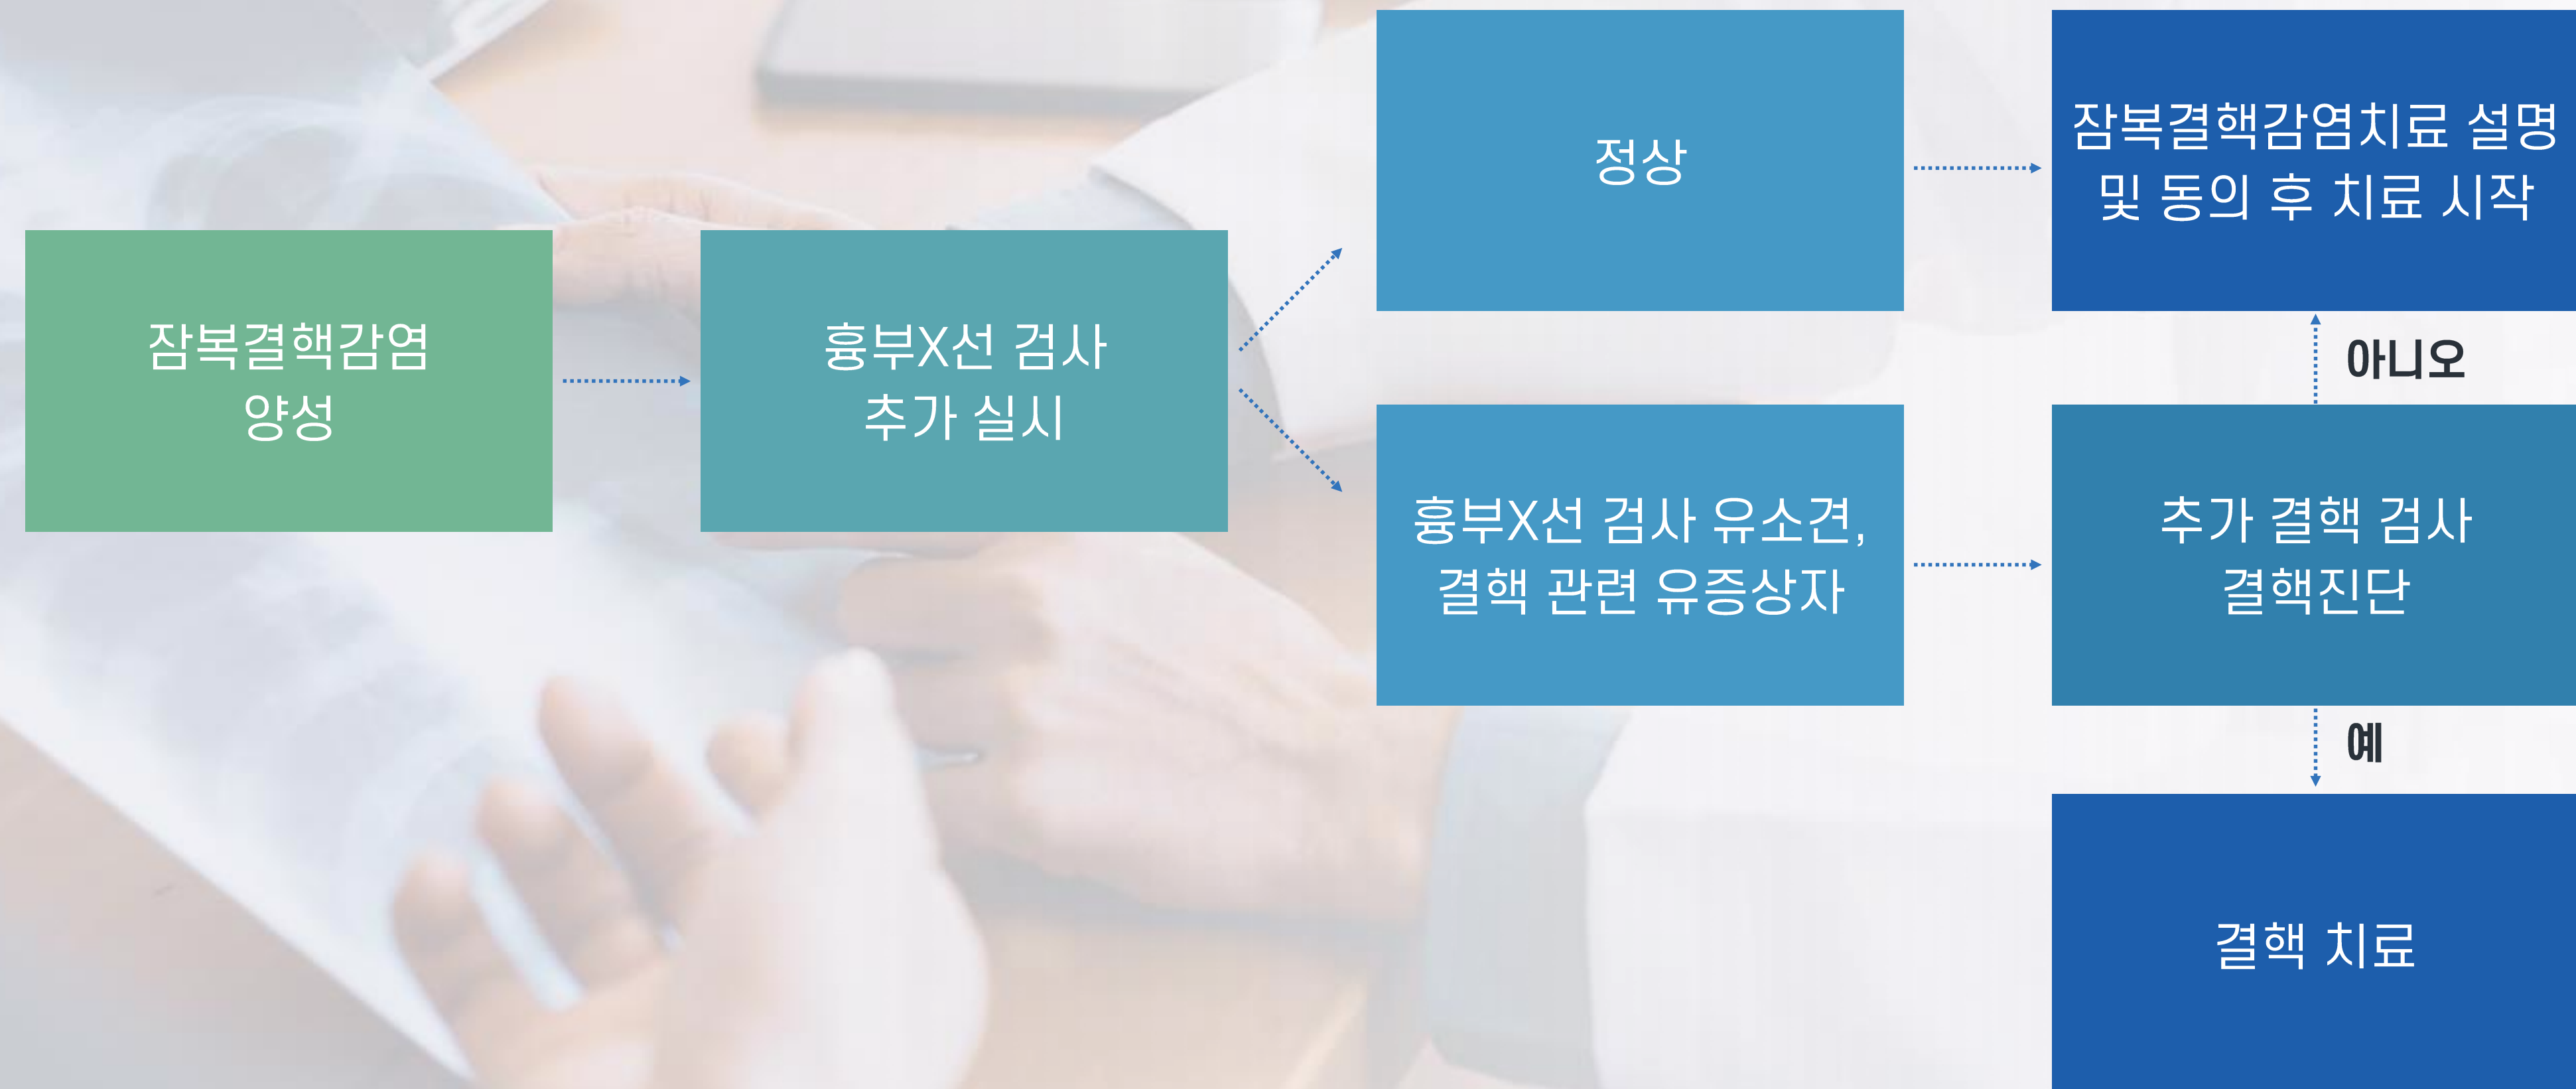 잠복결핵감염
양성
흉부X선 검사
추가 실시
정상
잠복결핵감염치료 설명
및 동의 후 치료 시작
아니오
흉부X선 검사 유소견,
결핵 관련 유증상자
추가 결핵 검사
결핵진단
예
결핵 치료